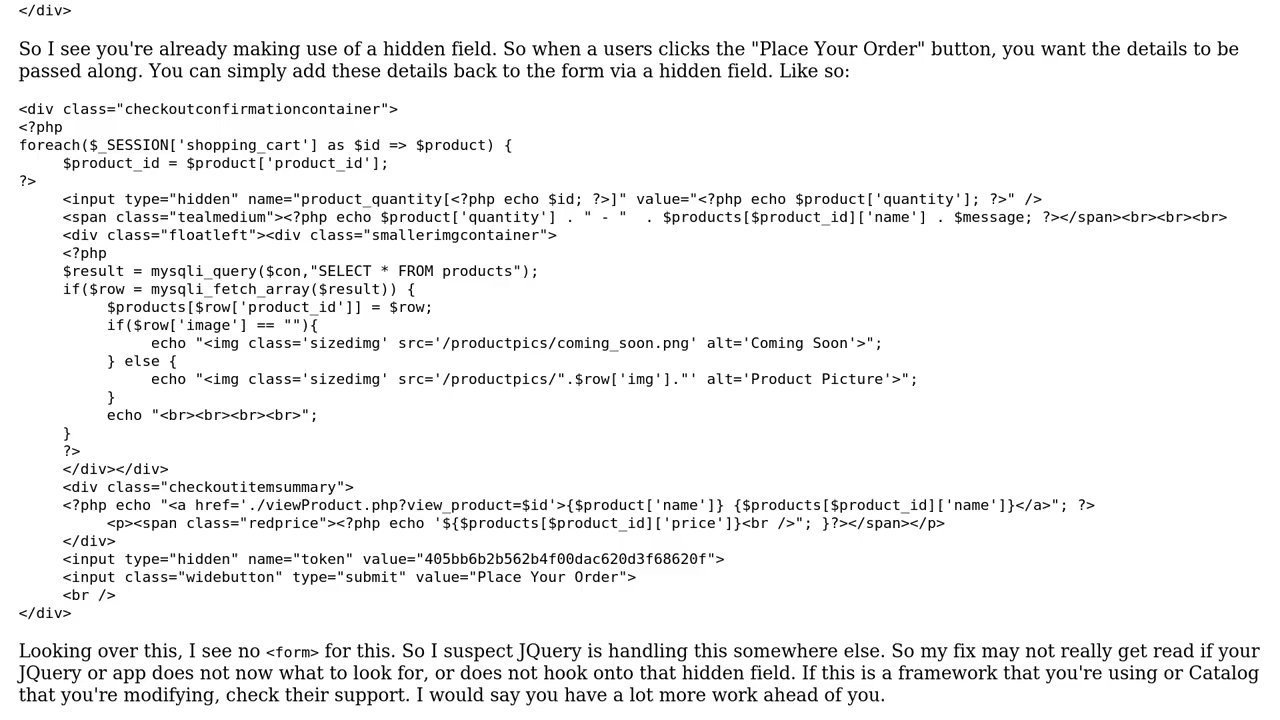 </div>
So I see you're already making use of a hidden field. So when a users clicks the "Place Your Order" button, you want the details to be
passed along. You can simply add these details back to the form via a hidden field. Like so:
<div class="checkoutconfirmationcontainer">
<?php
foreach($_SESSION['shopping_cart'] as $id => $product) {
     $product_id = $product['product_id'];
?>
     <input type="hidden" name="product_quantity[<?php echo $id; ?>]" value="<?php echo $product['quantity']; ?>" />
     <span class="tealmedium"><?php echo $product['quantity'] . " - "  . $products[$product_id]['name'] . $message; ?></span><br><br><br>
     <div class="floatleft"><div class="smallerimgcontainer">
     <?php
     $result = mysqli_query($con,"SELECT * FROM products");
     if($row = mysqli_fetch_array($result)) {
          $products[$row['product_id']] = $row;
          if($row['image'] == ""){
               echo "<img class='sizedimg' src='/productpics/coming_soon.png' alt='Coming Soon'>";
          } else {
               echo "<img class='sizedimg' src='/productpics/".$row['img']."' alt='Product Picture'>";
          }
          echo "<br><br><br><br>";
     }
     ?>
     </div></div>
     <div class="checkoutitemsummary">
     <?php echo "<a href='./viewProduct.php?view_product=$id'>{$product['name']} {$products[$product_id]['name']}</a>"; ?>
          <p><span class="redprice"><?php echo '${$products[$product_id]['price']}<br />"; }?></span></p>
     </div>
     <input type="hidden" name="token" value="405bb6b2b562b4f00dac620d3f68620f">
     <input class="widebutton" type="submit" value="Place Your Order">
     <br />
</div>
Looking over this, I see no <form> for this. So I suspect JQuery is handling this somewhere else. So my fix may not really get read if your
JQuery or app does not now what to look for, or does not hook onto that hidden field. If this is a framework that you're using or Catalog
that you're modifying, check their support. I would say you have a lot more work ahead of you.